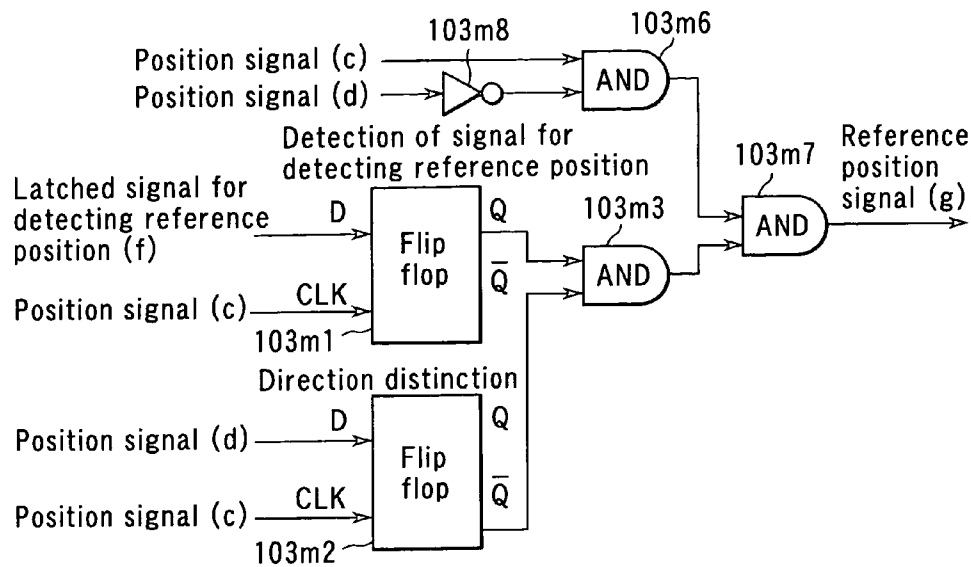 103m8
103m6
Position signal (c)
Position signal (d)
AND
Detection of signal for
detecting reference position
103m7
Reference
position
signal (g)
Latched signal for
detecting reference
position (f)
D
Flip
flop
Q
Q̅
103m3
AND
AND
Position signal (c)
CLK
103m1
Direction distinction
Position signal (d)
D
Flip
flop
Q
Q̅
Position signal (c)
CLK
103m2